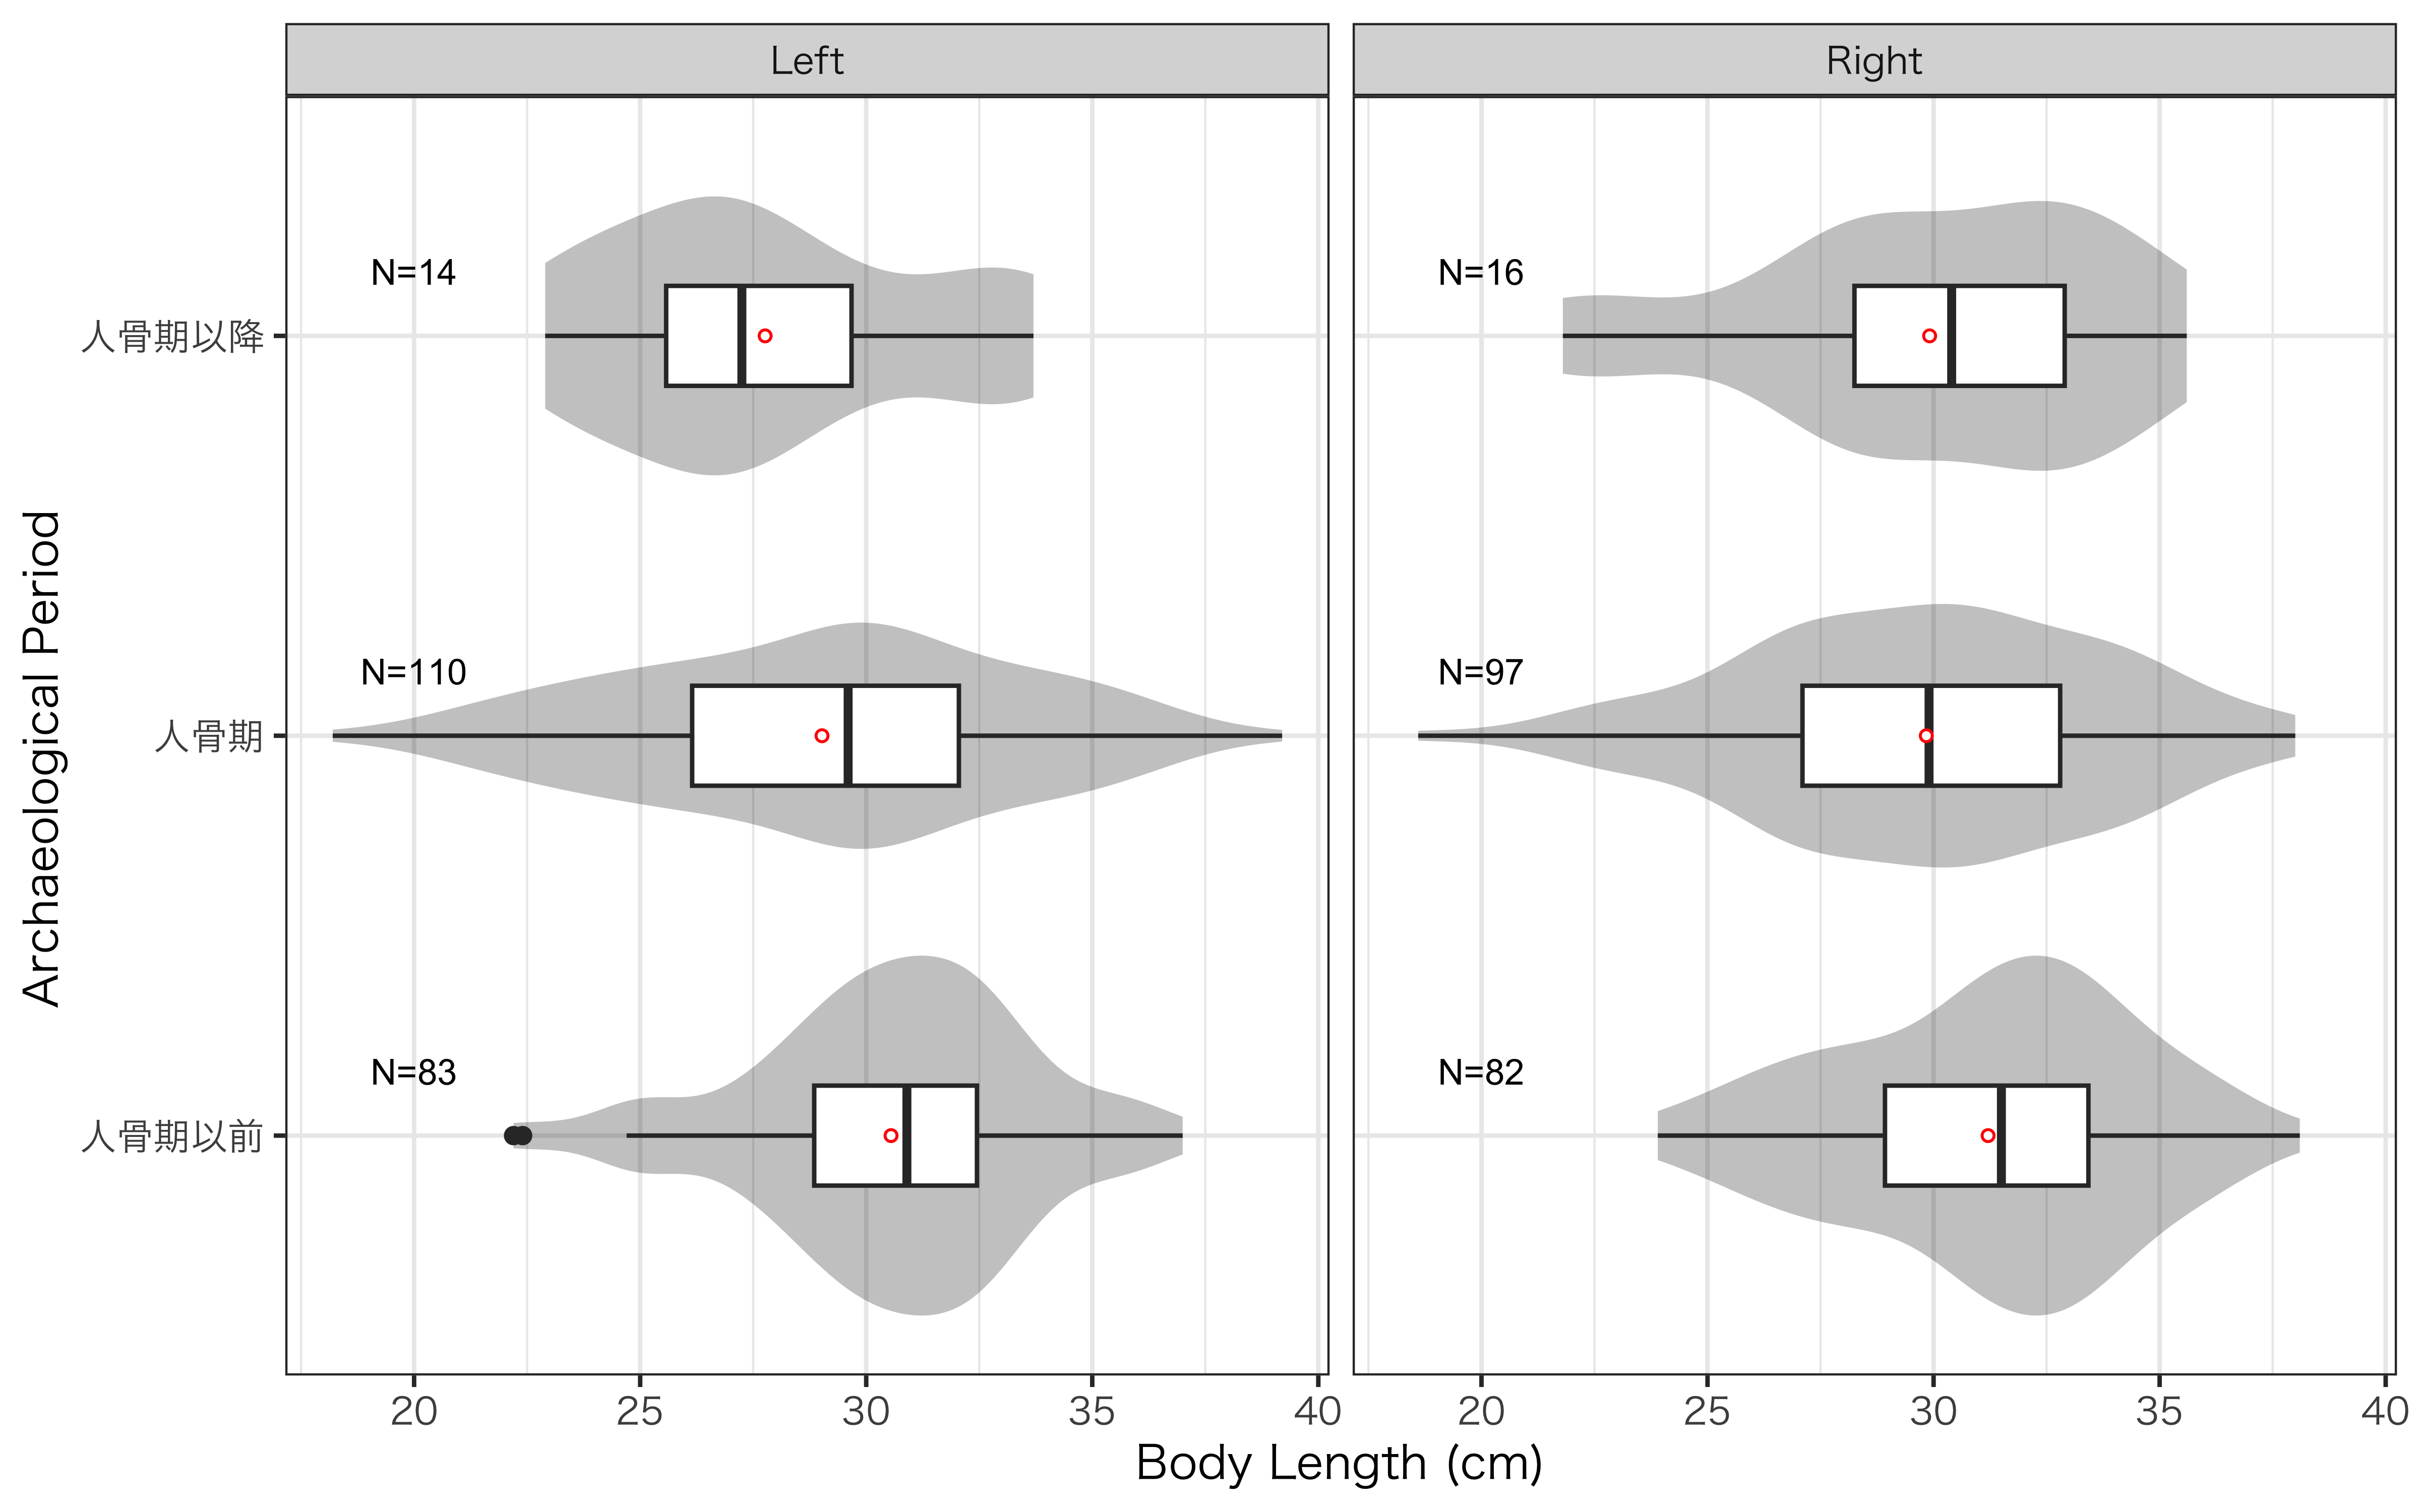 Left
Right
Archaeological Period
人骨期以降
N=14
N=16
人骨期
N=110
N=97
人骨期以前
N=83
N=82
20 25 30 35 40
20 25 30 35 40
Body Length (cm)